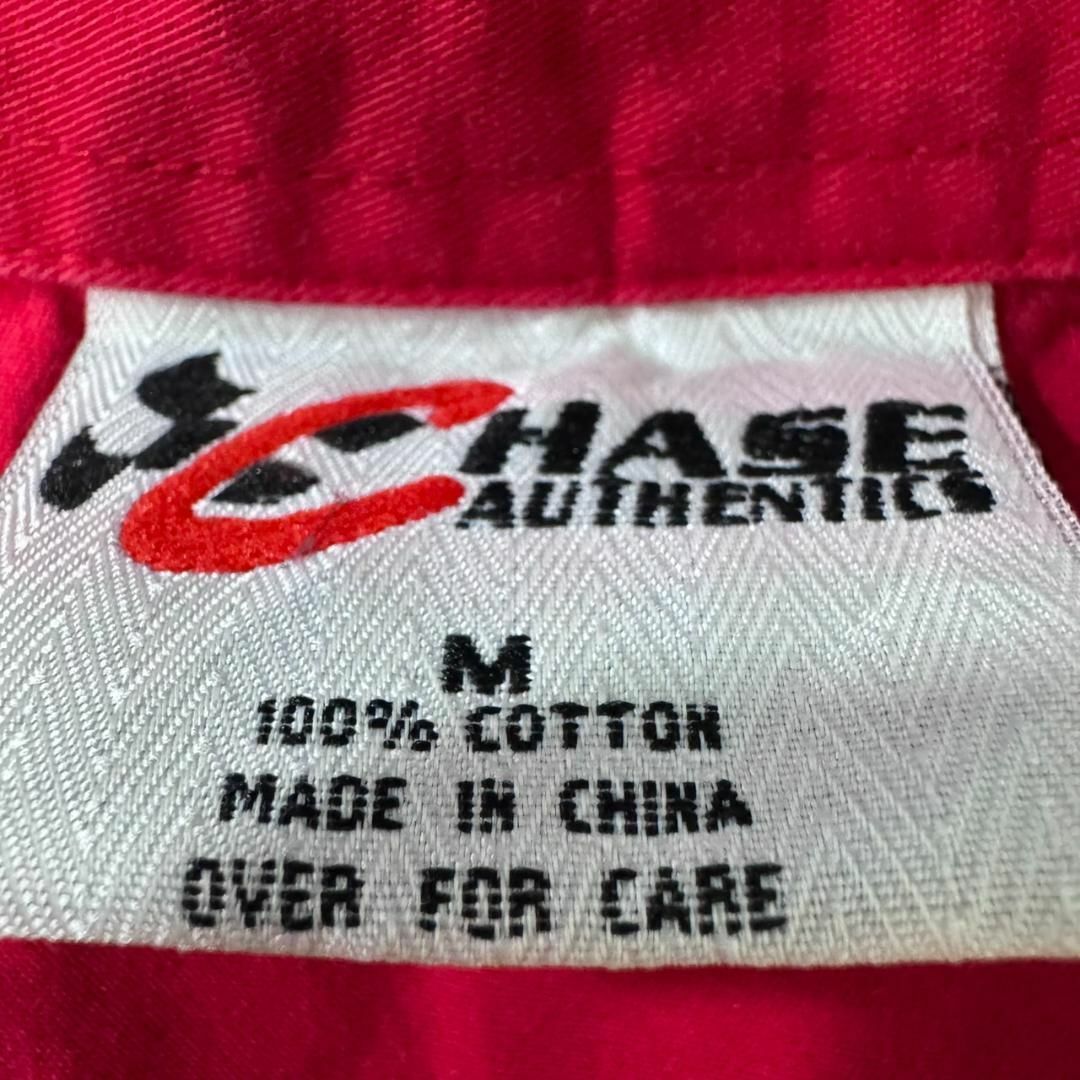 CHASE
AUTHENTICS
M
100% COTTON
MADE IN CHINA
OVER FOR CARE